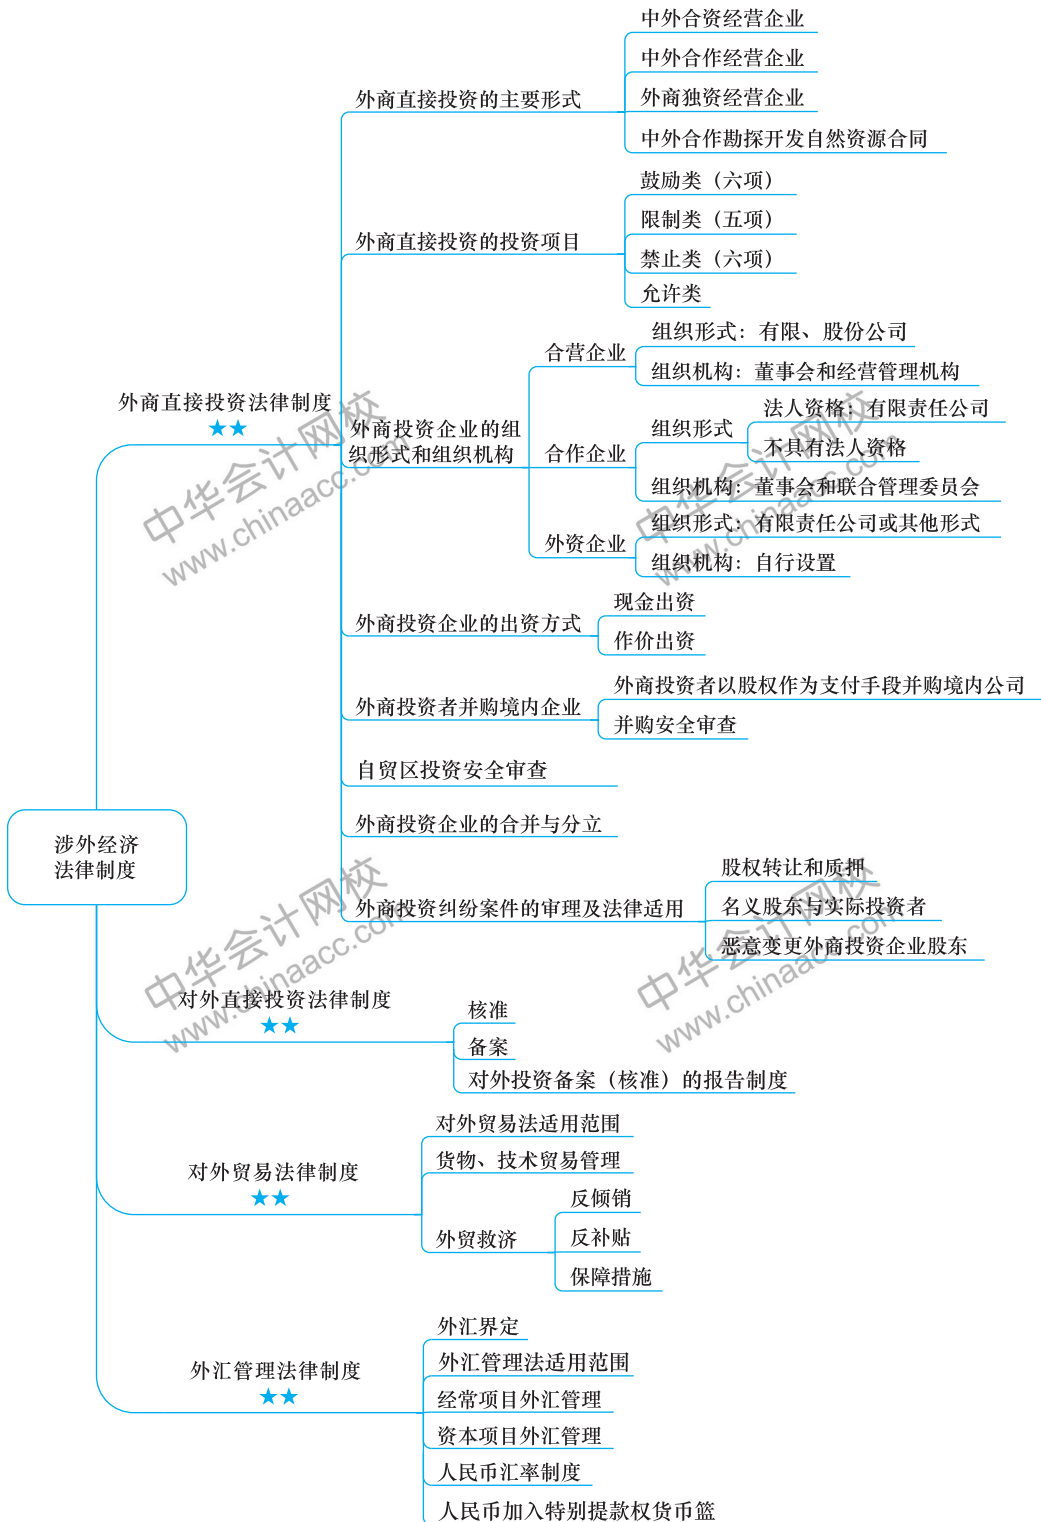 中外合资经营企业
中外合作经营企业
外商直接投资的主要形式
外商独资经营企业
中外合作勘探开发自然资源合同
鼓励类（六项）
限制类（五项）
外商直接投资的投资项目
禁止类（六项）
允许类
组织形式：有限、股份公司
合营企业
组织机构：董事会和经营管理机构
外商直接投资法律制度
★★
法人资格：有限责任公司
外商投资企业的组
织形式和组织机构
组织形式
不具有法人资格
合作企业
组织机构：董事会和联合管理委员会
组织形式：有限责任公司或其他形式
外资企业
组织机构：自行设置
现金出资
外商投资企业的出资方式
作价出资
外商投资者以股权作为支付手段并购境内公司
外商投资者并购境内企业
并购安全审查
自贸区投资安全审查
外商投资企业的合并与分立
涉外经济
法律制度
股权转让和质押
外商投资纠纷案件的审理及法律适用
名义股东与实际投资者
恶意变更外商投资企业股东
对外直接投资法律制度
★★
核准
备案
对外投资备案（核准）的报告制度
对外贸易法适用范围
对外贸易法律制度
★★
货物、技术贸易管理
反倾销
外贸救济
反补贴
保障措施
外汇界定
外汇管理法律制度
★★
外汇管理法适用范围
经常项目外汇管理
资本项目外汇管理
人民币汇率制度
人民币加入特别提款权货币篮
中华会计网校
www.chinaacc.com
中华会计网校
www.chinaacc.com
中华会计网校
www.chinaacc.com
中华会计网校
www.chinaacc.com